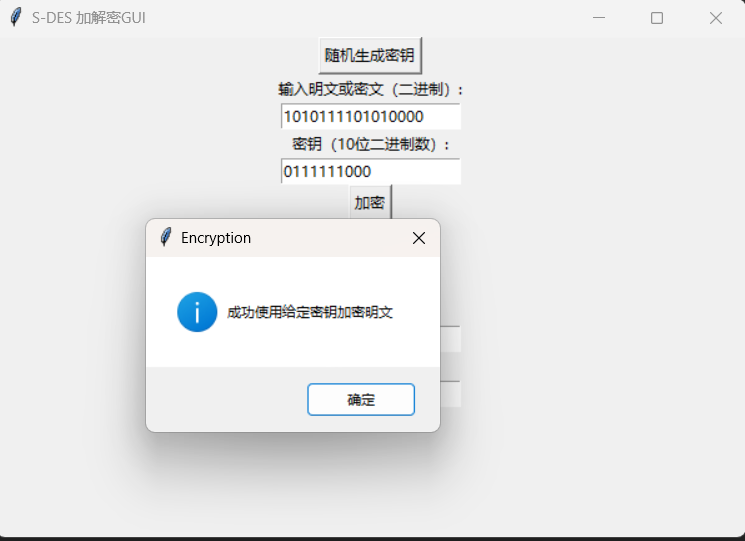 S-DES 加解密GUI
随机生成密钥
输入明文或密文（二进制）:
1010111101010000
密钥（10位二进制数）:
0111111000
加密
Encryption
成功使用给定密钥加密明文
确定